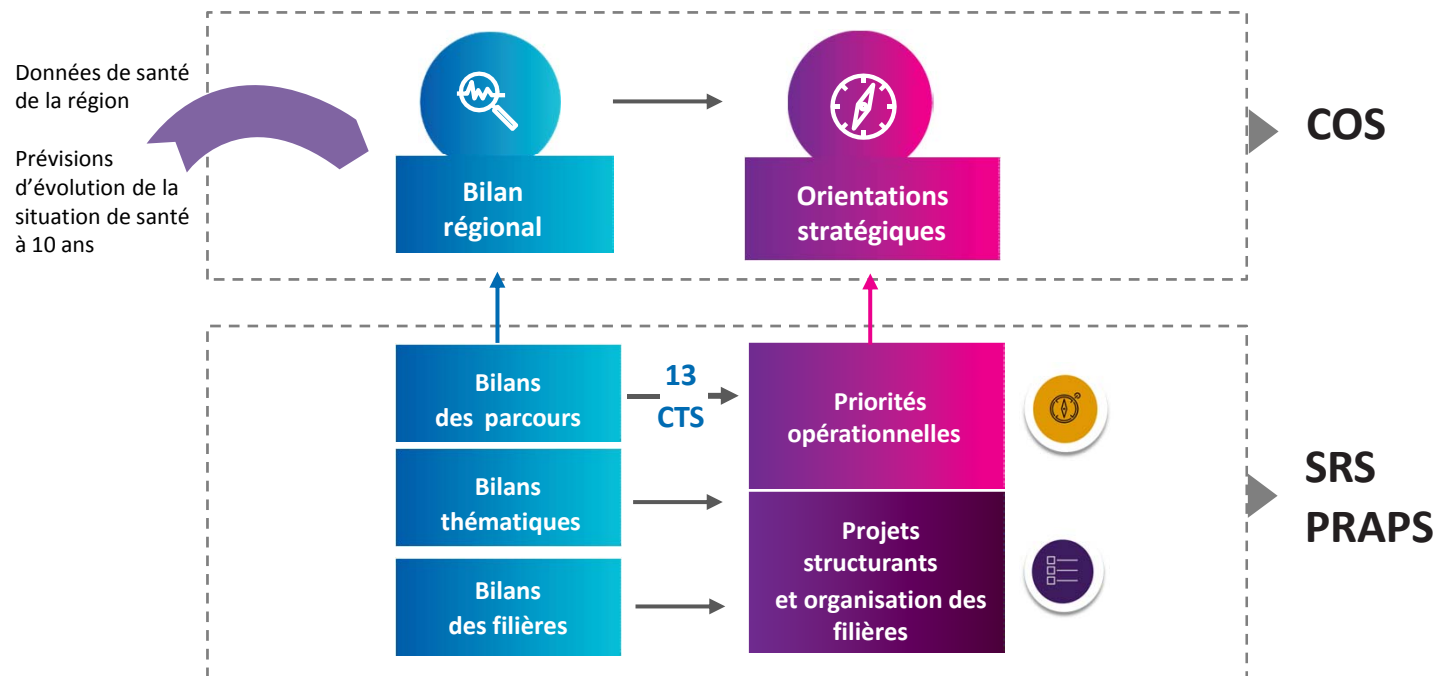 Données de santé
de la région
Prévisions
d’évolution de la
situation de santé
à 10 ans
Bilan
régional
Orientations
stratégiques
COS
Bilans
des parcours
13
CTS
Priorités
opérationnelles
Bilans
thématiques
Projets
structurants
et organisation des
filières
Bilans
des filières
SRS
PRAPS